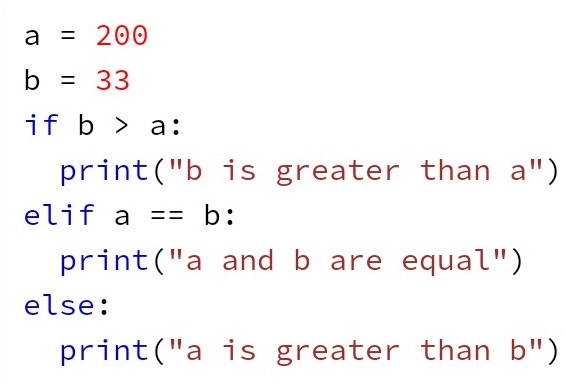 a = 200
b = 33
if b > a:
  print("b is greater than a")
elif a == b:
  print("a and b are equal")
else:
  print("a is greater than b")